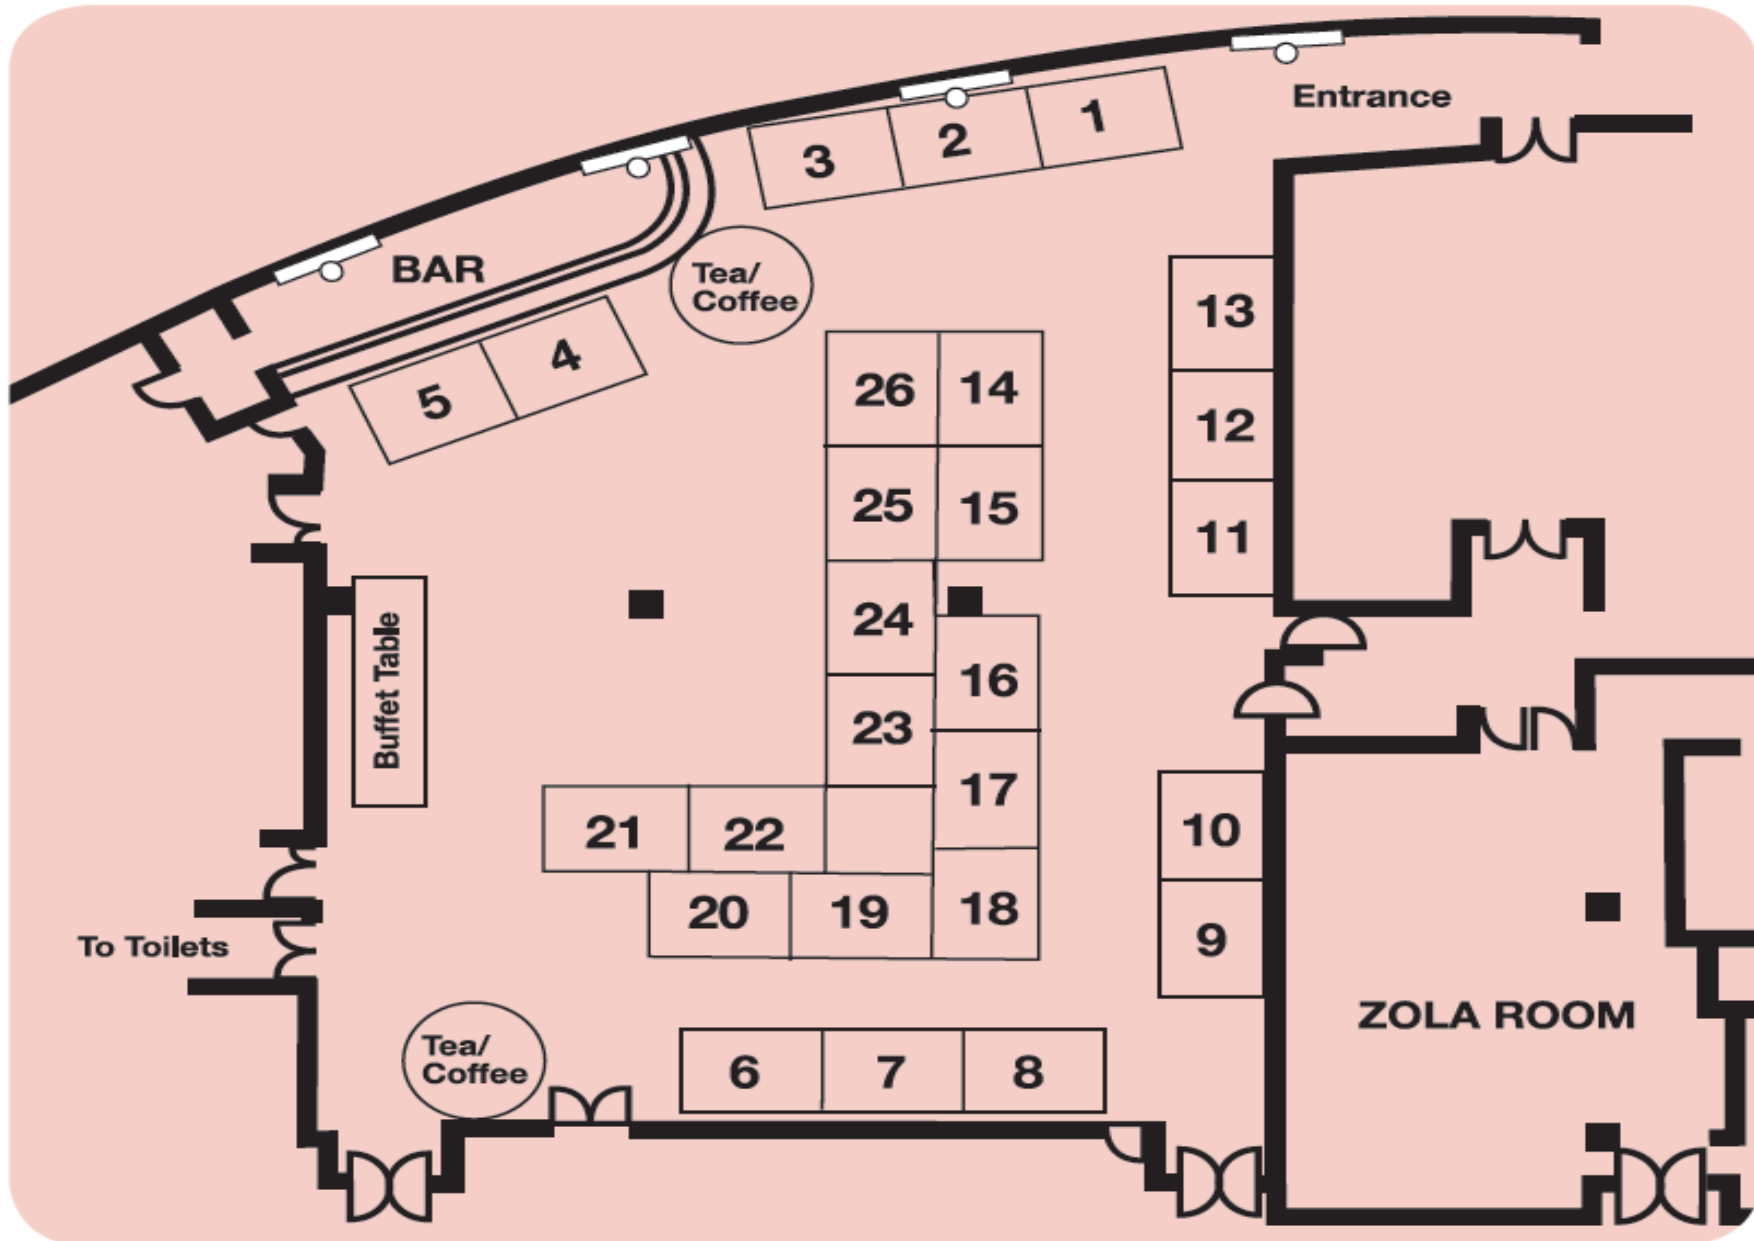 Entrance
1
2
3
BAR
Tea/
Coffee
13
4
5
26 14
12
25 15
11
24
Buffet Table
16
23
17
21 22
10
20 19 18
9
To Toilets
ZOLA ROOM
Tea/
Coffee
6 7 8